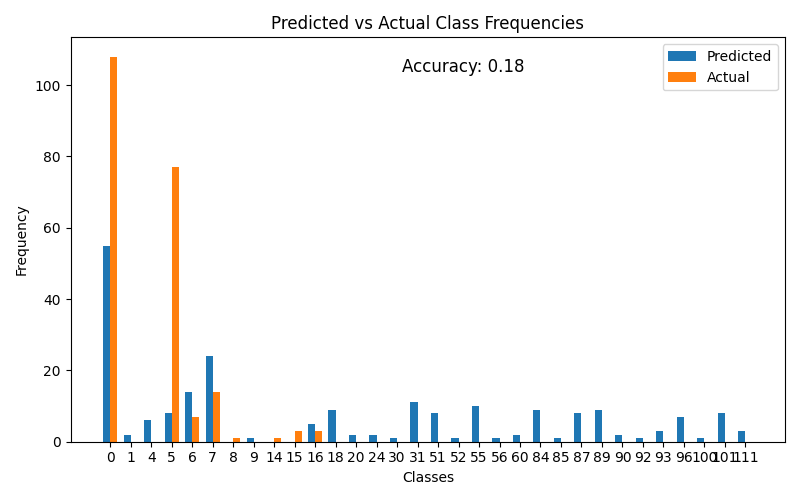 Predicted vs Actual Class Frequencies
Accuracy: 0.18
Predicted
Actual
Frequency
100
80
60
40
20
0
0 1 4 5 6 7 8 9 14 15 16 18 20 24 30 31 51 52 55 56 60 84 85 87 89 90 92 93 96 100 101 111
Classes